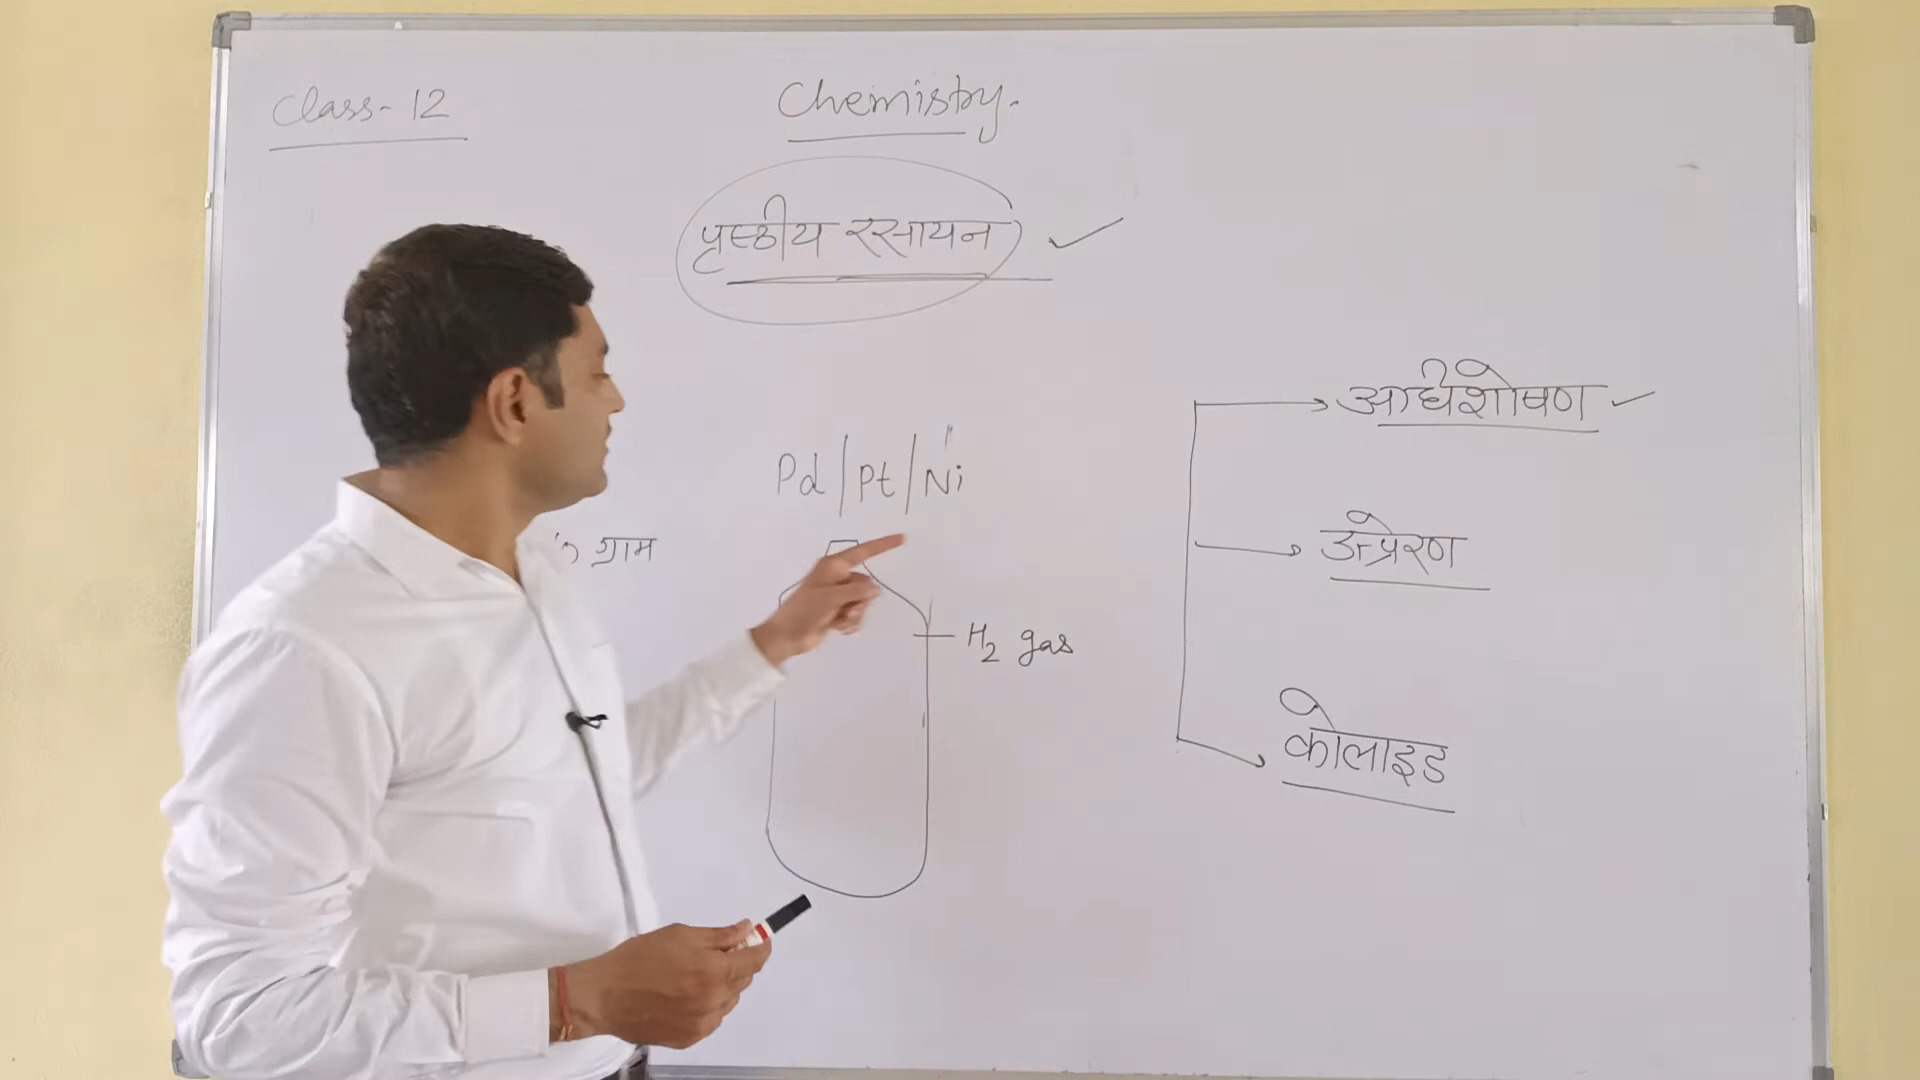 Class-12
Chemistry.
पृष्ठीय रसायन
अधिशोषण
Pd/Pt/Ni
ग्राम
उत्प्रेरण
H2 gas
कोलाइड